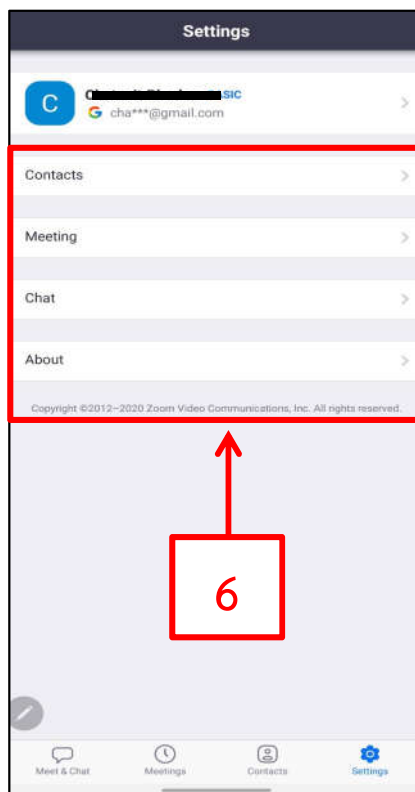 Settings
C
SIC
cha***@gmail.com
Contacts
Meeting
Chat
About
Copyright ©2012–2020 Zoom Video Communications, Inc. All rights reserved.
6
Meet & Chat
Meetings
Contacts
Settings